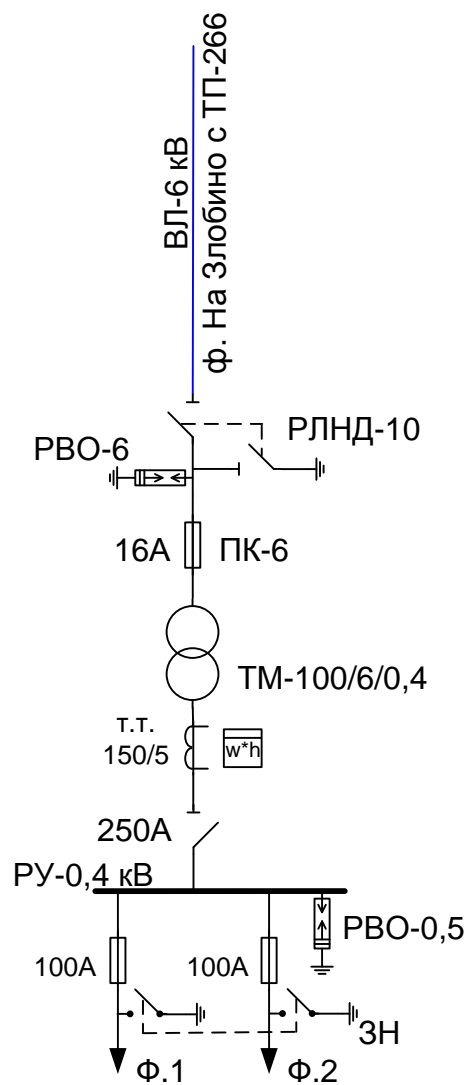 ВЛ-6 кВ
ф. На Злобино с ТП-266
РЛНД-10
РВО-6
16А
ПК-6
ТМ-100/6/0,4
т.т.
150/5
w*h
250А
РУ-0,4 кВ
РВО-0,5
100А
100А
ЗН
Ф.1
Ф.2